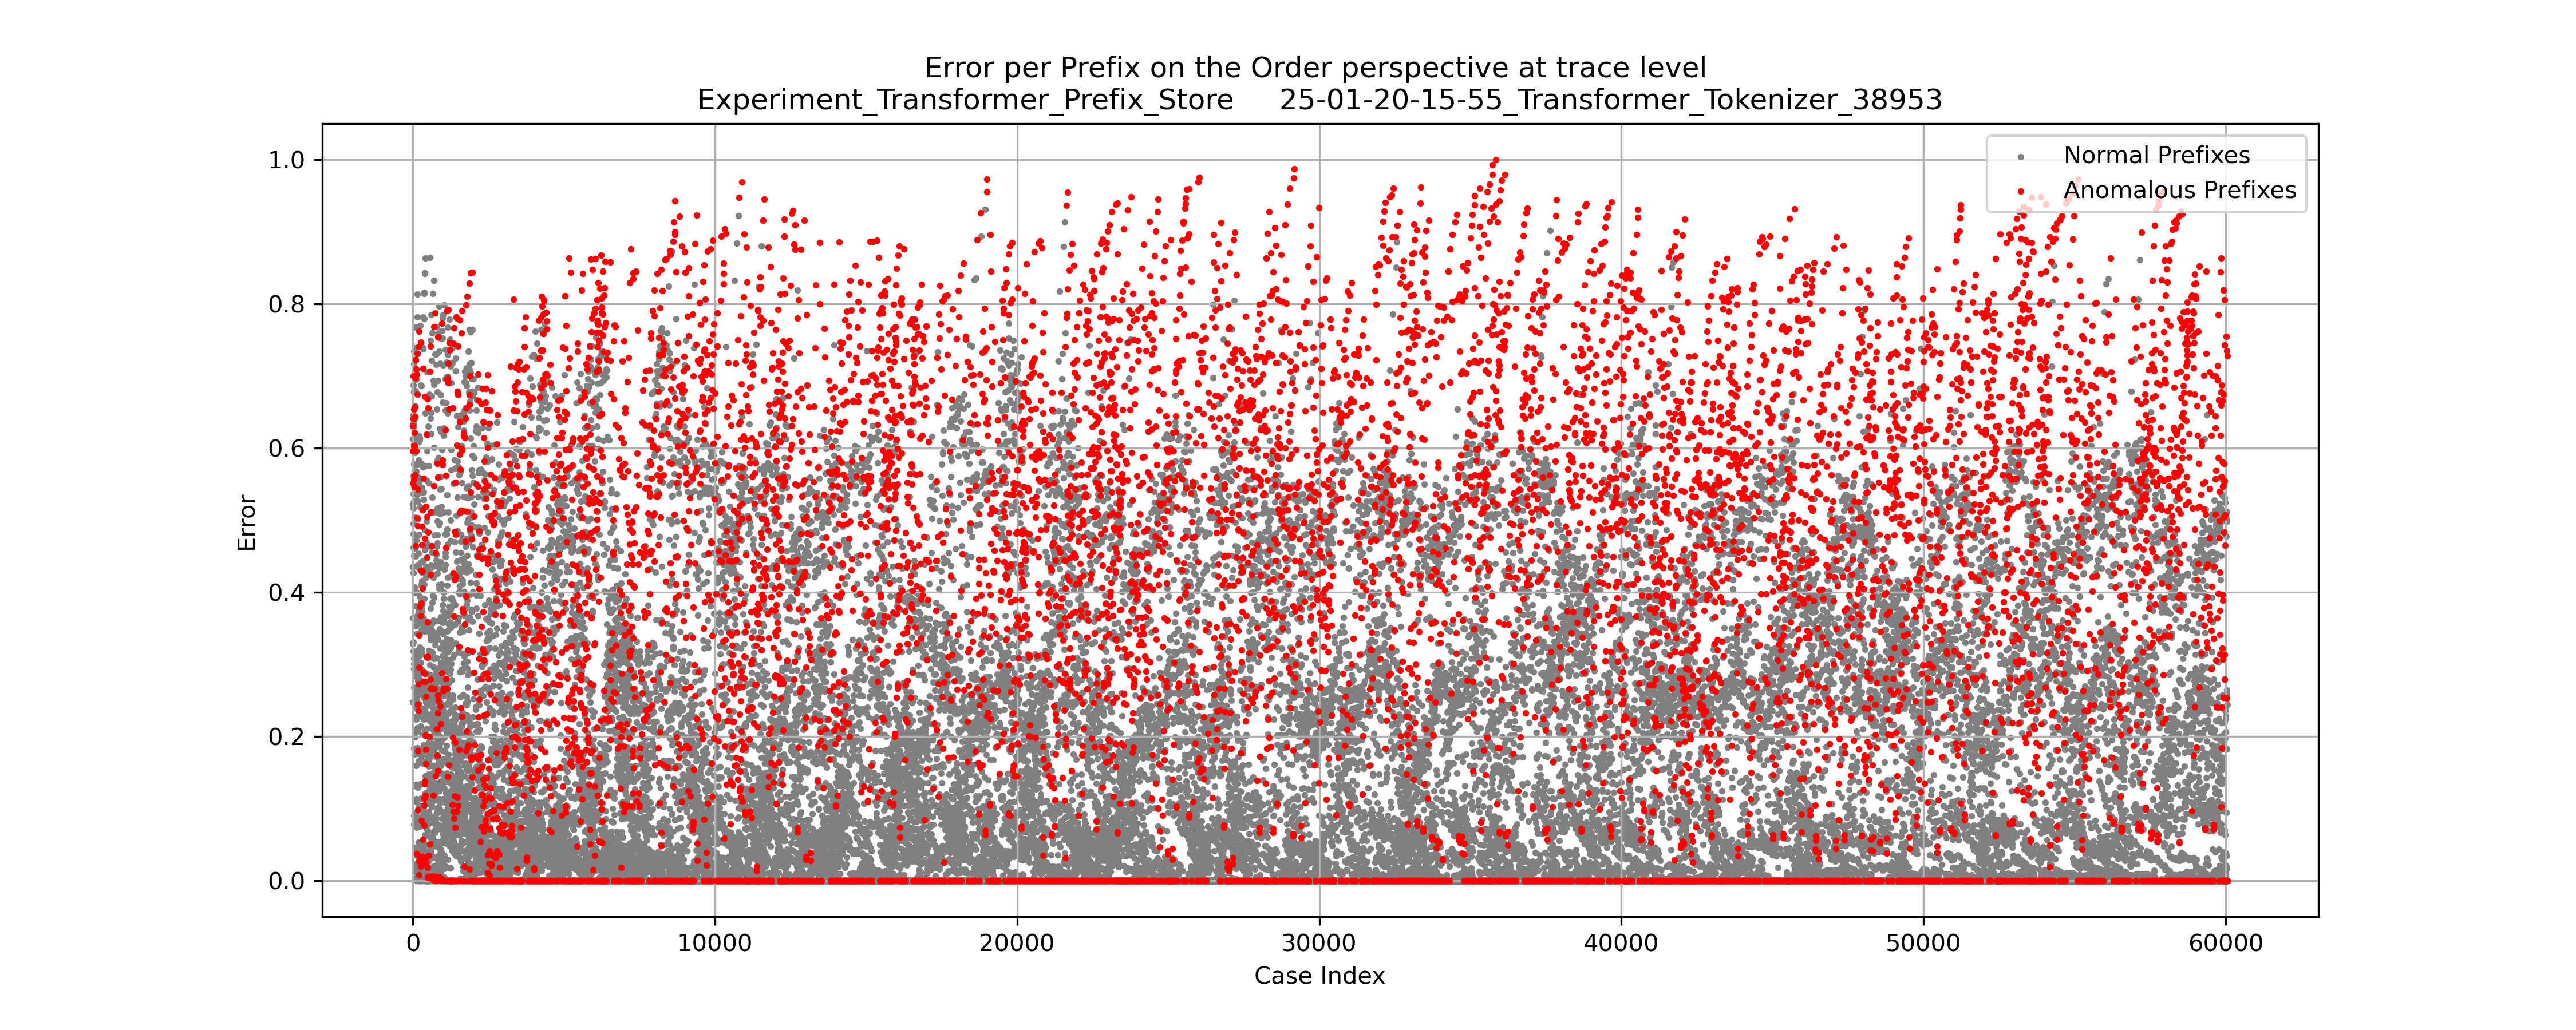 Error per Prefix on the Order perspective at trace level
Experiment_Transformer_Prefix_Store 25-01-20-15-55_Transformer_Tokenizer_38953
Normal Prefixes
Anomalous Prefixes
Error
1.0
0.8
0.6
0.4
0.2
0.0
0 10000 20000 30000 40000 50000 60000
Case Index